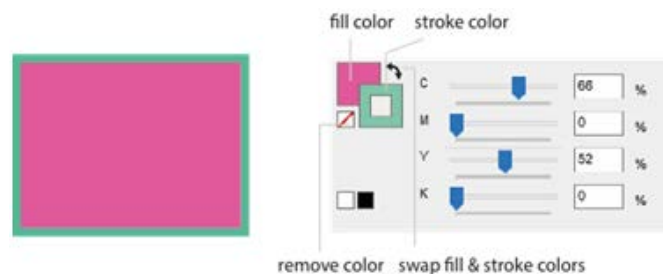 fill color stroke color
C 66 %
M 0 %
Y 52 %
K 0 %
remove color swap fill & stroke colors